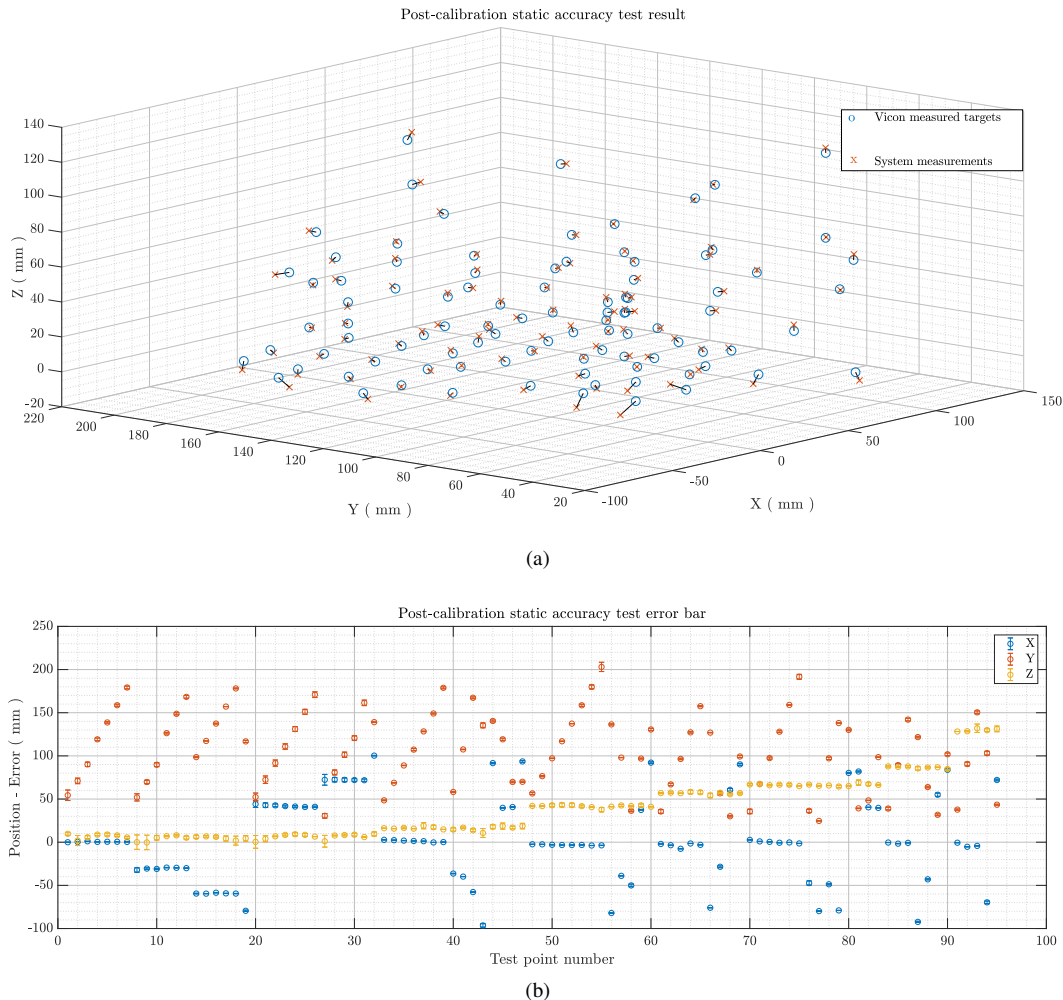 Post-calibration static accuracy test result
140
120
100
80
60
40
20
0
-20
Z ( mm )
220
200
180
160
140
120
100
80
60
40
20
Y ( mm )
-100
-50
0
50
100
150
X ( mm )
Vicon measured targets
System measurements
(a)
Post-calibration static accuracy test error bar
250
200
150
100
50
0
-50
-100
Position - Error ( mm )
0 10 20 30 40 50 60 70 80 90 100
Test point number
X
Y
Z
(b)